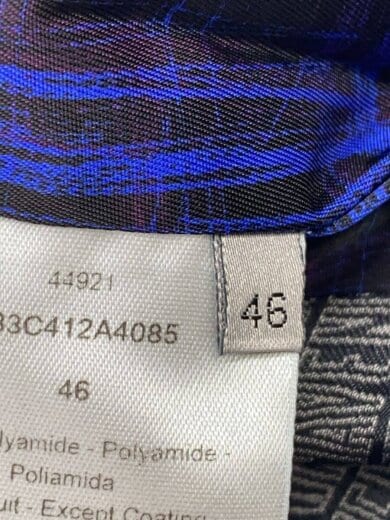 44921
33C412A4085
46
46
lyamide - Polyamide -
Poliamida
uit - Except Coating